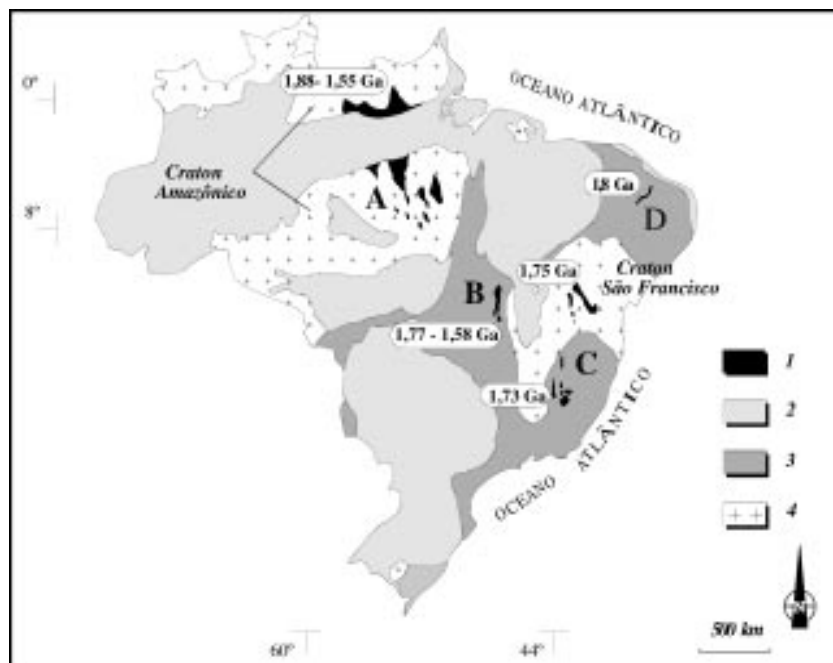 OCEANO ATLÂNTICO
0°
1,88- 1,55 Ga
Craton
Amazônico
A
1,8 Ga
D
8°
1,75 Ga
Craton
São Francisco
B
1,77 - 1,58 Ga
C
1,73 Ga
OCEANO ATLÂNTICO
1
2
3
4
N
500 km
60°
44°